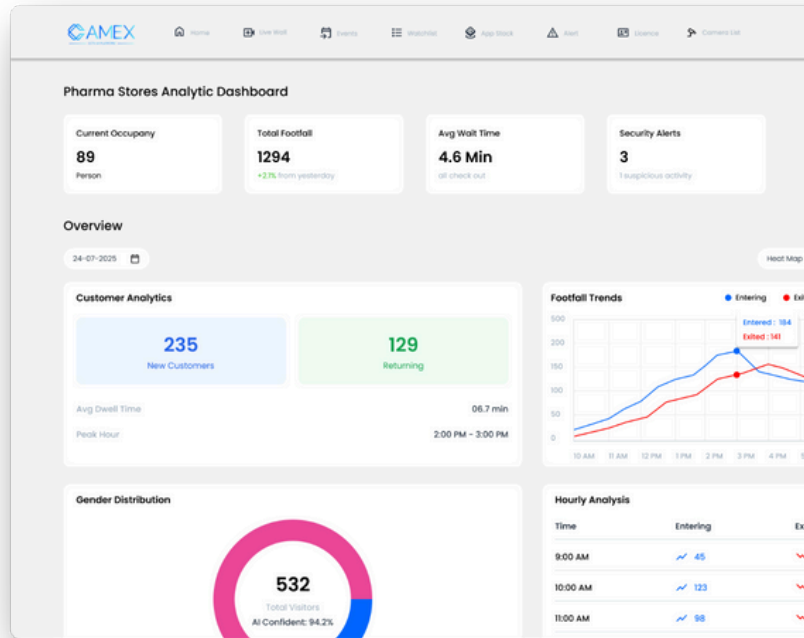 CAMEX
Home
Live Wall
Events
Watchlist
App Stack
Alert
Licence
Camera List
Pharma Stores Analytic Dashboard
Current Occupany
89
Person
Total Footfall
1294
+2.1% from yesterday
Avg Wait Time
4.6 Min
all check out
Security Alerts
3
1 suspicious activity
Overview
24-07-2025
Heat Map
Customer Analytics
235
New Customers
129
Returning
Avg Dwell Time 06.7 min
Peak Hour 2:00 PM - 3:00 PM
Footfall Trends
Entering
Exi
Entered : 184
Exited : 141
500
200
150
100
50
0
10 AM 11 AM 12 PM 1 PM 2 PM 3 PM 4 PM 5
Gender Distribution
532
Total Visitors
AI Confident: 94.2%
Hourly Analysis
Time Entering Ex
9:00 AM 45
10:00 AM 123
11:00 AM 98